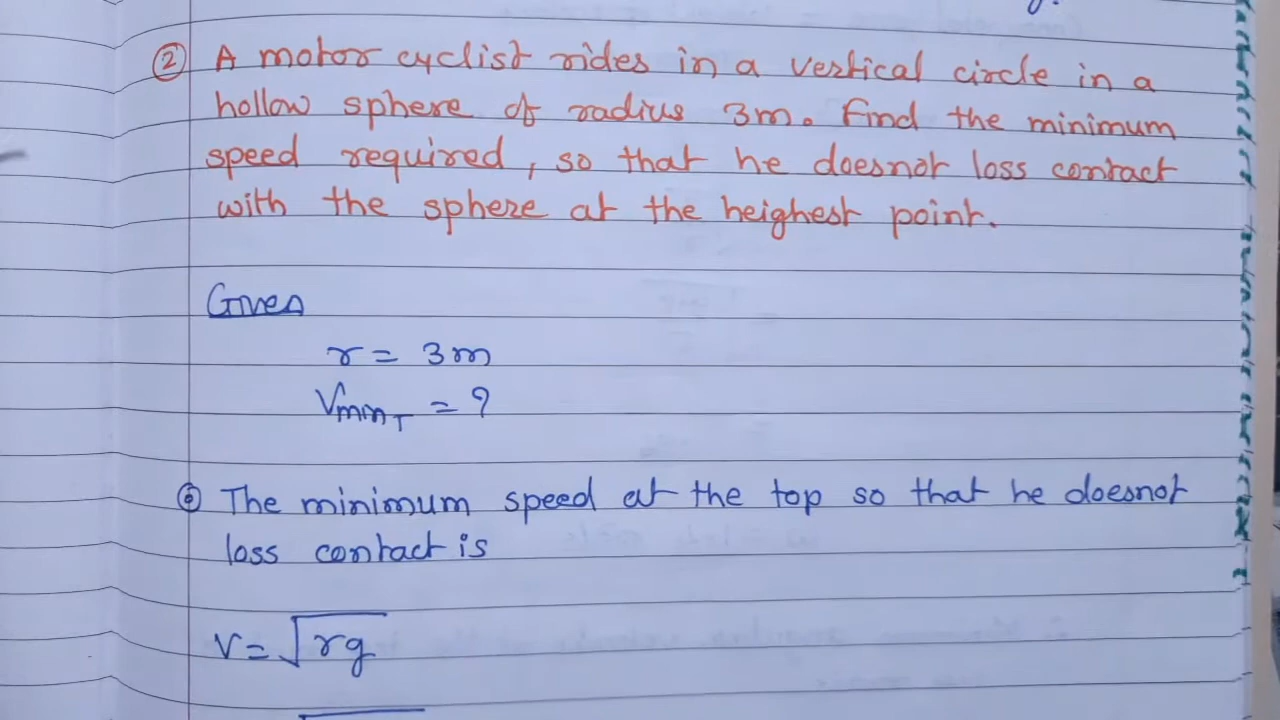 ② A motor cyclist rides in a vertical circle in a
hollow sphere of radius 3m. Find the minimum
speed required, so that he doesnot loss contact
with the sphere at the heighest point.
Given
r = 3m
VminT = ?
The minimum speed at the top so that he doesnot
loss contact is
v = √rg